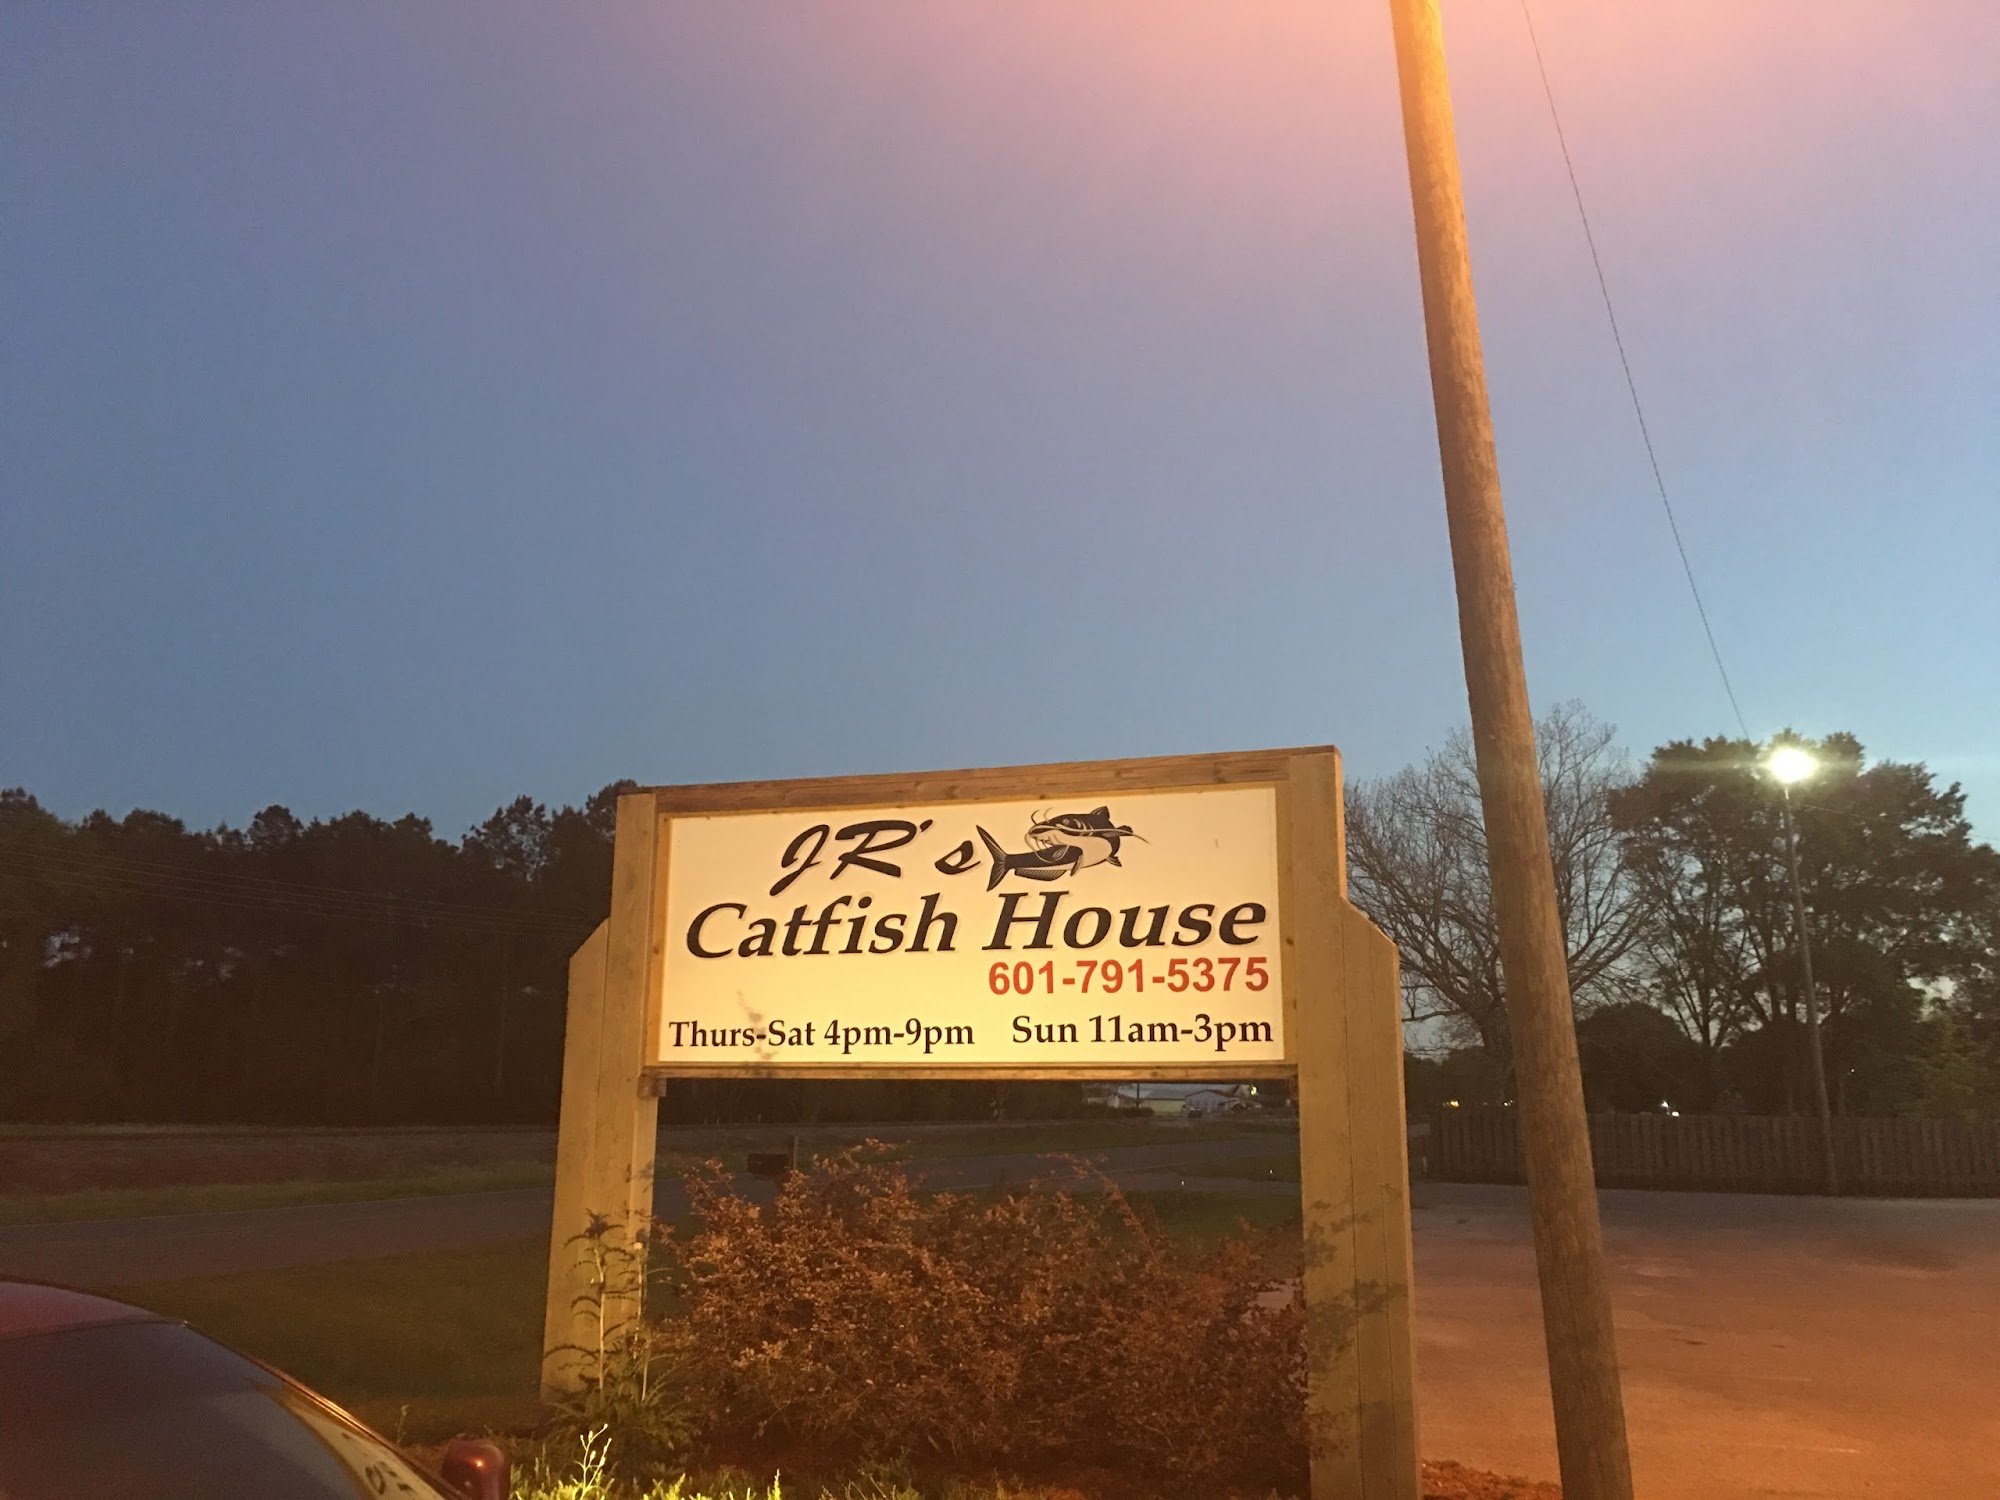 JR's
Catfish House
601-791-5375
Thurs-Sat 4pm-9pm Sun 11am-3pm